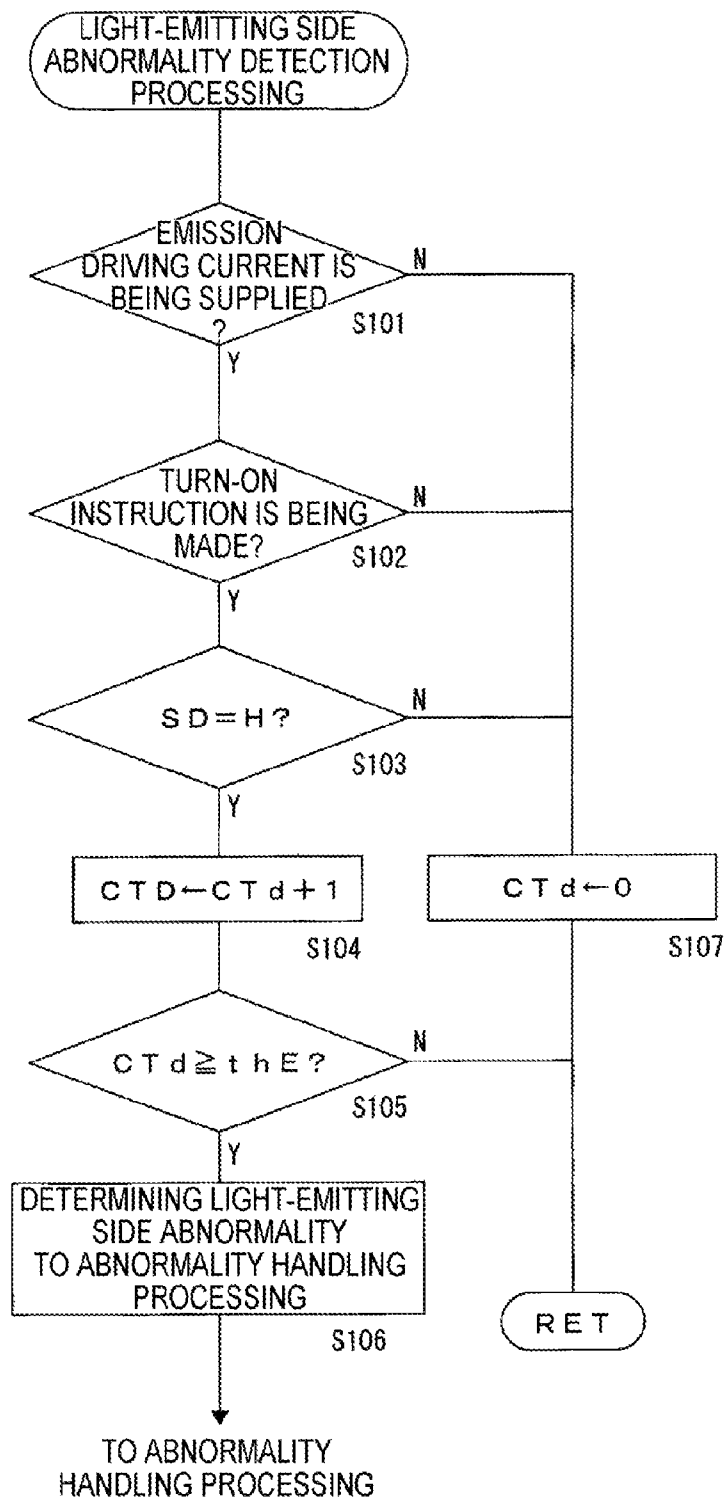 LIGHT-EMITTING SIDE
ABNORMALITY DETECTION
PROCESSING
EMISSION
DRIVING CURRENT IS
BEING SUPPLIED
?
N
S101
Y
TURN-ON
INSTRUCTION IS BEING
MADE?
N
S102
Y
SD=H?
N
S103
Y
CTD←CTd+1
S104
CTd←0
S107
CTd≧thE?
N
S105
Y
DETERMINING LIGHT-EMITTING
SIDE ABNORMALITY
TO ABNORMALITY HANDLING
PROCESSING
S106
RET
TO ABNORMALITY
HANDLING PROCESSING